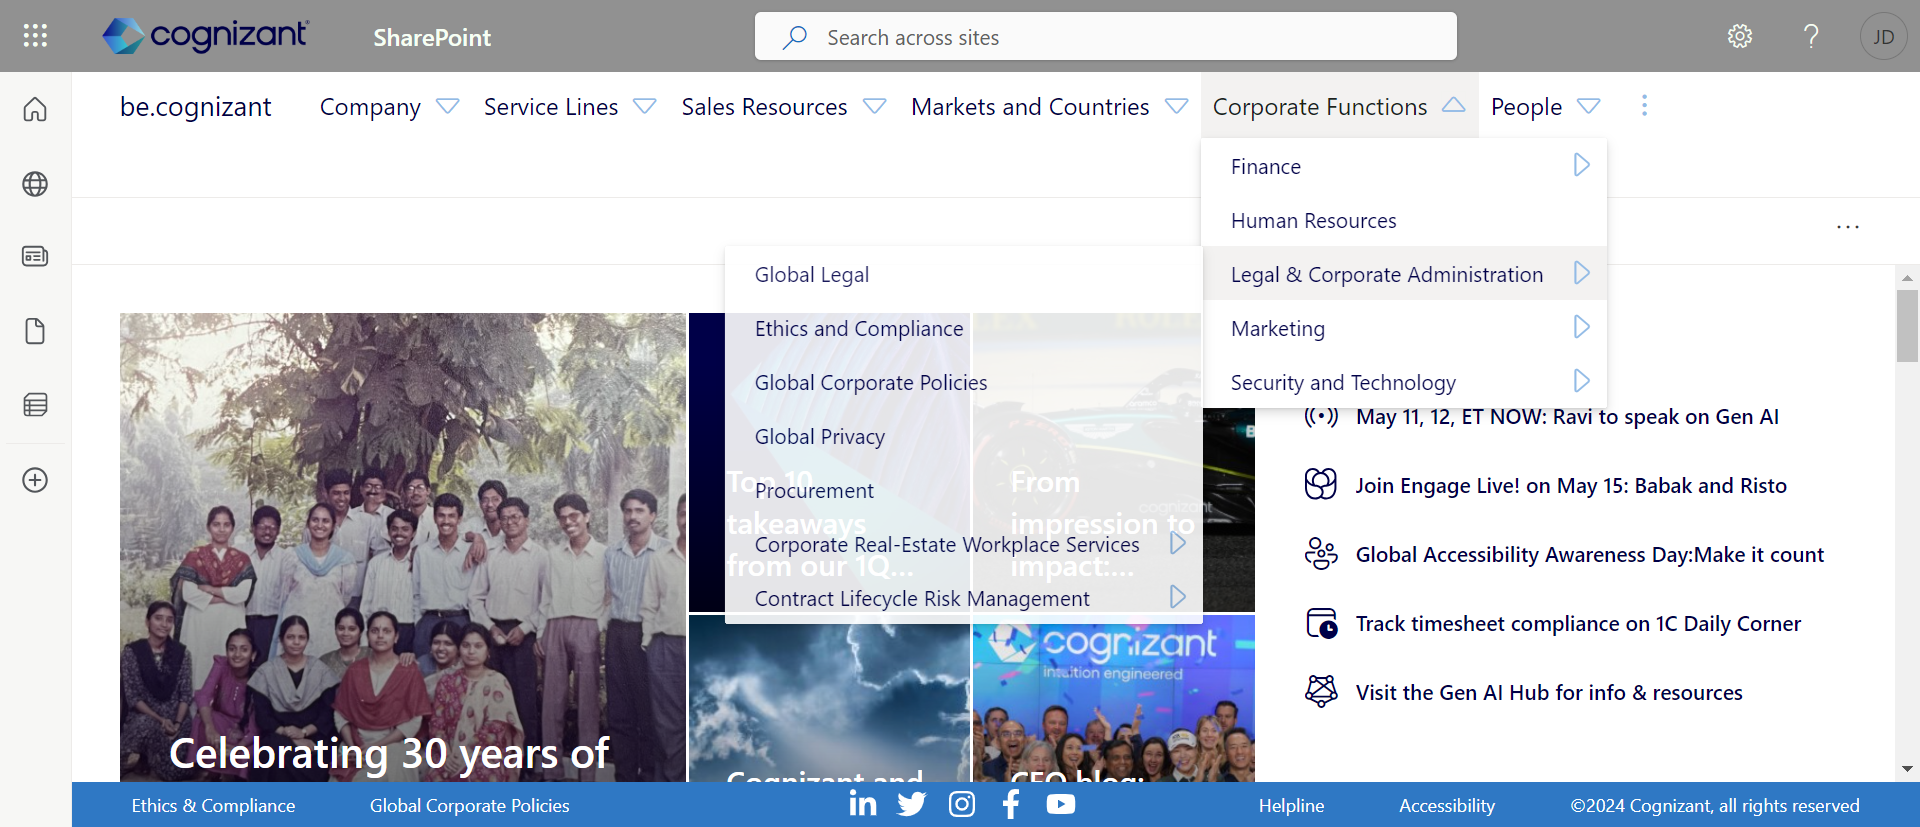 cognizant
SharePoint
Search across sites
JD
be.cognizant
Company
Service Lines
Sales Resources
Markets and Countries
Corporate Functions
People
Finance
Human Resources
Legal & Corporate Administration
Marketing
Security and Technology
Global Legal
Ethics and Compliance
Global Corporate Policies
Global Privacy
Procurement
Corporate Real-Estate Workplace Services
Contract Lifecycle Risk Management
Celebrating 30 years of
Top 10
takeaways
from our 1Q...
From
impression to
impact:...
cognizant
Cognizant and
cognizant
intuition engineered
CEO blog:
May 11, 12, ET NOW: Ravi to speak on Gen AI
Join Engage Live! on May 15: Babak and Risto
Global Accessibility Awareness Day:Make it count
Track timesheet compliance on 1C Daily Corner
Visit the Gen AI Hub for info & resources
Ethics & Compliance
Global Corporate Policies
Helpline
Accessibility
©2024 Cognizant, all rights reserved